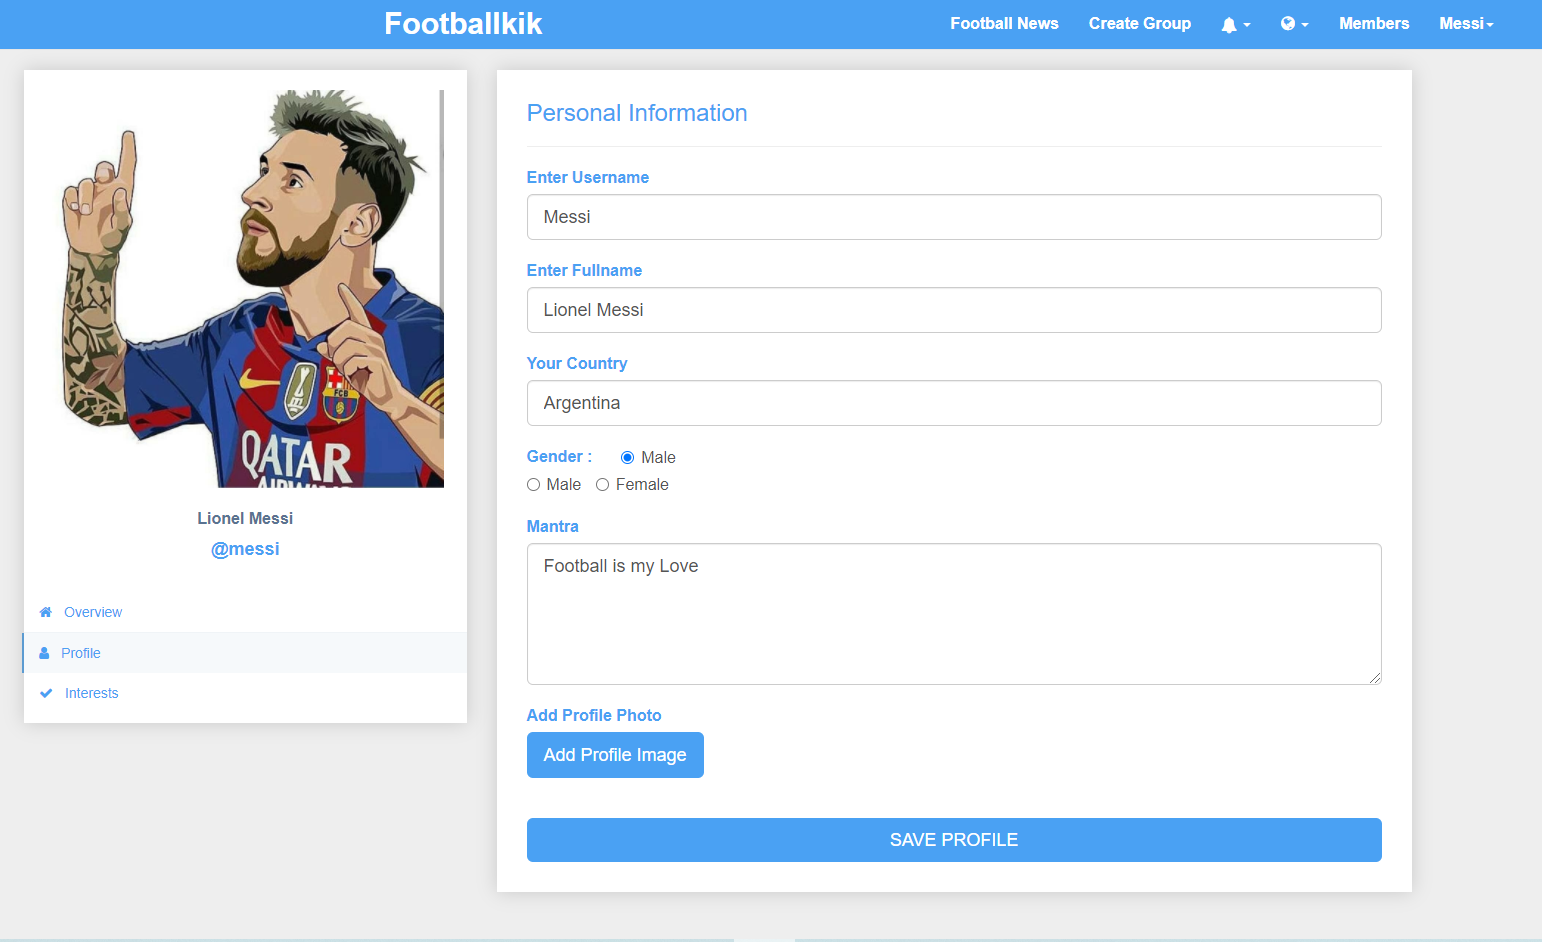 Footballkik
Football News
Create Group
Members
Messi
QATAR
FCB
Lionel Messi
@messi
Overview
Profile
Interests
Personal Information
Enter Username
Messi
Enter Fullname
Lionel Messi
Your Country
Argentina
Gender : Male
Male Female
Mantra
Football is my Love
Add Profile Photo
Add Profile Image
SAVE PROFILE